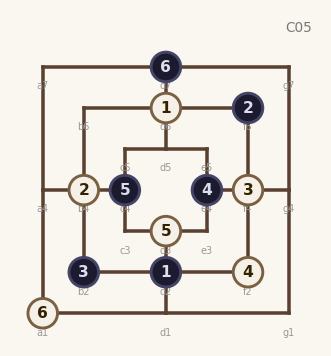 C05
6
a7 d7 g7
1 2
b6 d6 f6
c5 d5 e5
2 5 4 3
a4 b4 c4 e4 f4 g4
5
c3 d3 e3
3 1 4
b2 d2 f2
6
a1 d1 g1